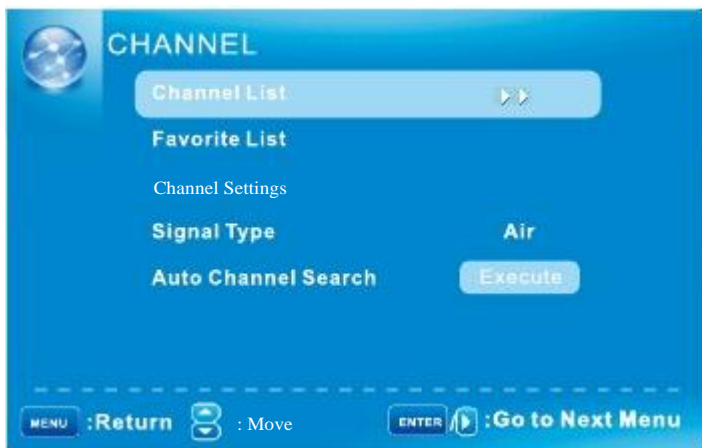 CHANNEL
Channel List
Favorite List
Channel Settings
Signal Type Air
Auto Channel Search Execute
MENU :Return : Move ENTER / :Go to Next Menu